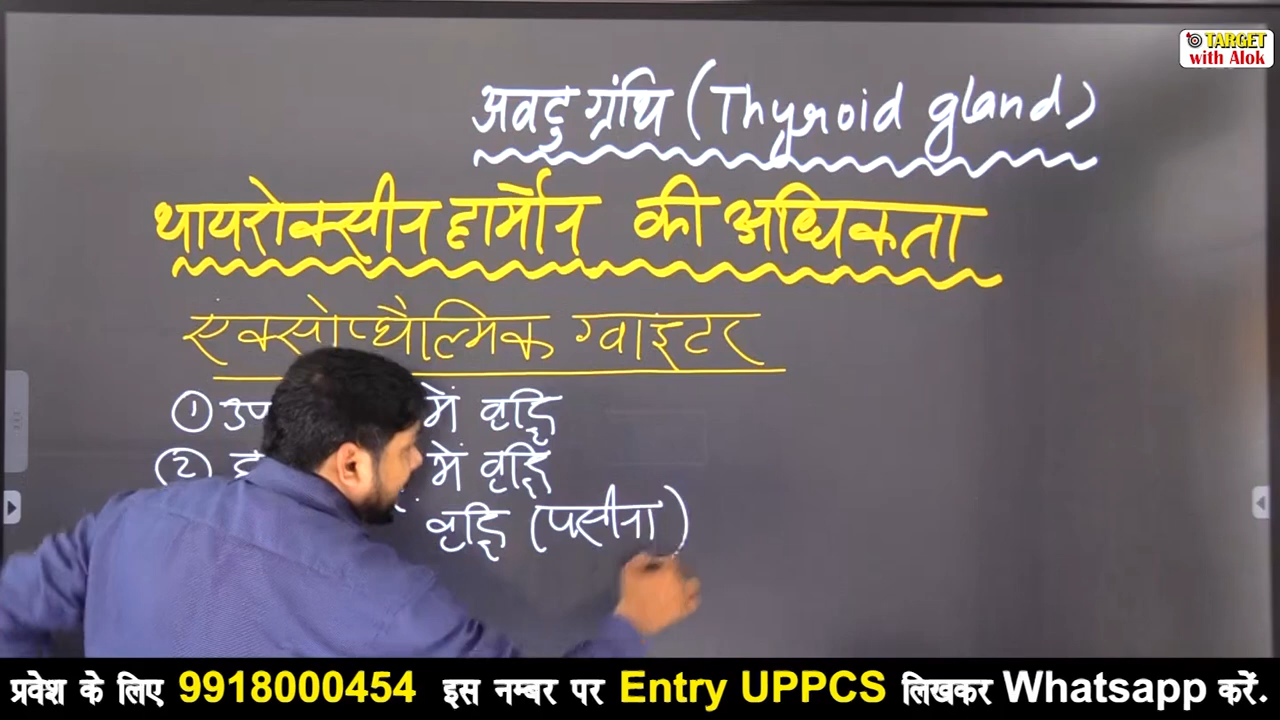 TARGET
with Alok
अवटु ग्रंथि (Thyroid gland)
थायरोक्सीन हार्मोन की अधिकता
एंक्सोप्थैल्मिक ग्वाइटर
① उप में वृद्धि
② में वृद्धि
वृद्धि (पसीना)
प्रवेश के लिए 9918000454 इस नम्बर पर Entry UPPCS लिखकर Whatsapp करें.